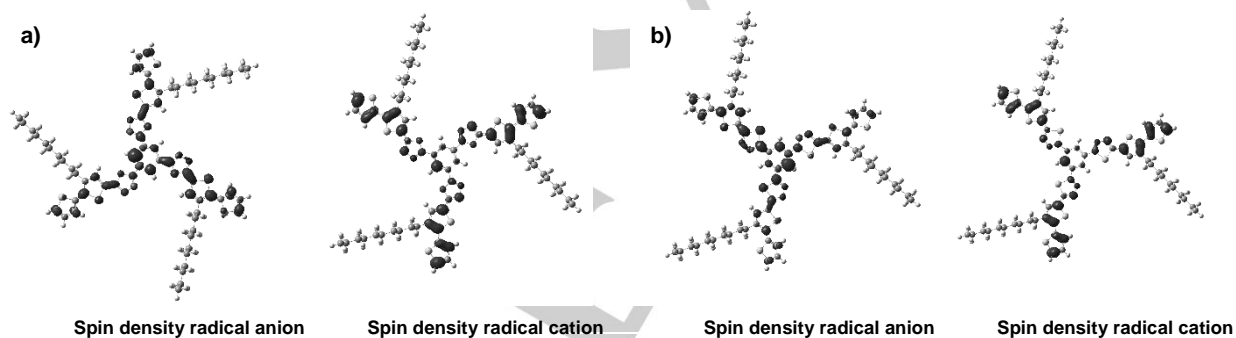 a)
b)
Spin density radical anion
Spin density radical cation
Spin density radical anion
Spin density radical cation